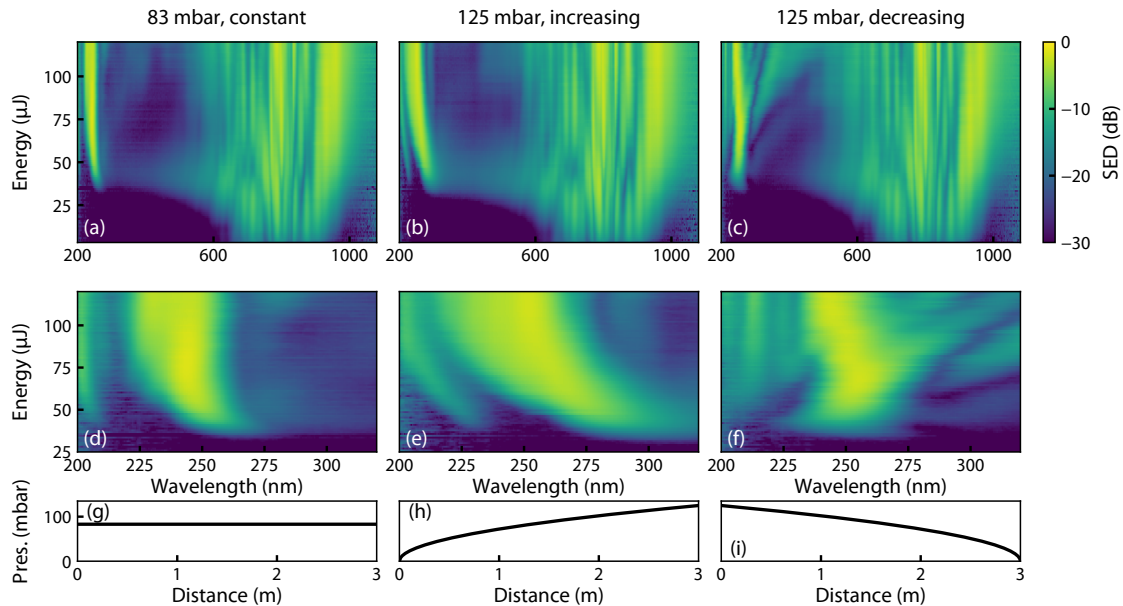 83 mbar, constant
125 mbar, increasing
125 mbar, decreasing
Energy (μJ)
100
75
50
25
(a)
200
600
1000
(b)
200
600
1000
(c)
200
600
1000
0
−10
−20
−30
SED (dB)
Energy (μJ)
100
75
50
25
(d)
200
225
250
275
300
Wavelength (nm)
(e)
200
225
250
275
300
Wavelength (nm)
(f)
200
225
250
275
300
Wavelength (nm)
Pres. (mbar)
100
0
(g)
0
1
2
3
Distance (m)
(h)
0
1
2
3
Distance (m)
(i)
0
1
2
3
Distance (m)